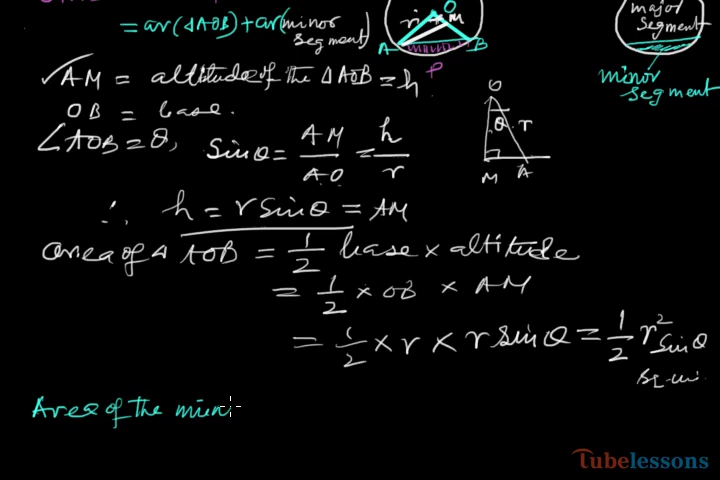 = ar(ΔAOB) + ar(minor segment)
r
O
M
A
B
P
major segment
minor segment
✓AM = altitude of the ΔAOB = h
OB = base.
∠AOB = θ, Sinθ = AM/AO = h/r
O
θ
r
M
A
∴ h = r sinθ = AM
area of Δ AOB = 1/2 base × altitude
= 1/2 × OB × AM
= 1/2 × r × r sinθ = 1/2 r² sinθ
Area of the min
Tubelessons